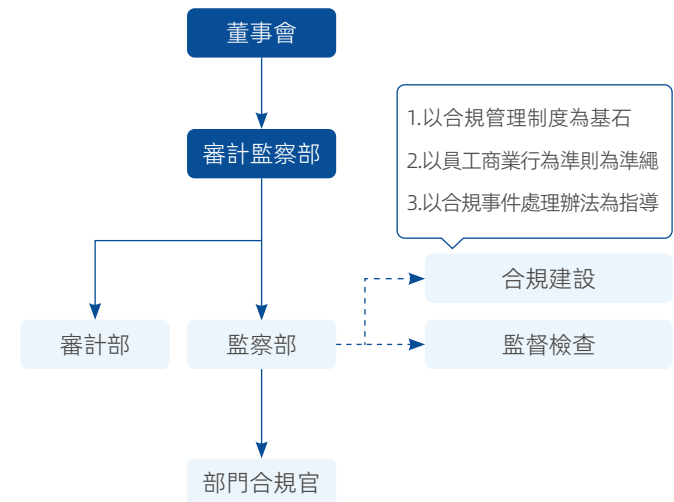 董事會
審計監察部
1.以合規管理制度為基石
2.以員工商業行為準則為準繩
3.以合規事件處理辦法為指導
合規建設
審計部
監察部
監督檢查
部門合規官